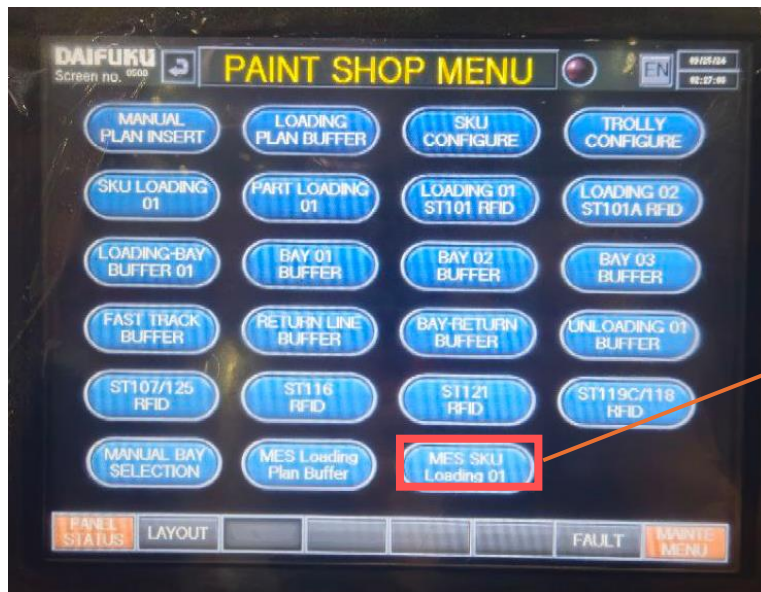 DAIFUKU
Screen no. 0500
PAINT SHOP MENU
EN
02:27:
MANUAL
PLAN INSERT
LOADING
PLAN BUFFER
SKU
CONFIGURE
TROLLY
CONFIGURE
SKU LOADING
01
PART LOADING
01
LOADING 01
ST101 RFID
LOADING 02
ST101A RFID
LOADING-BAY
BUFFER 01
BAY 01
BUFFER
BAY 02
BUFFER
BAY 03
BUFFER
FAST TRACK
BUFFER
RETURN LINE
BUFFER
BAY-RETURN
BUFFER
UNLOADING 01
BUFFER
ST107/125
RFID
ST116
RFID
ST121
RFID
ST119C/118
RFID
MANUAL BAY
SELECTION
MES Loading
Plan Buffer
MES SKU
Loading 01
PANEL
STATUS
LAYOUT
FAULT
MAINTE
MENU